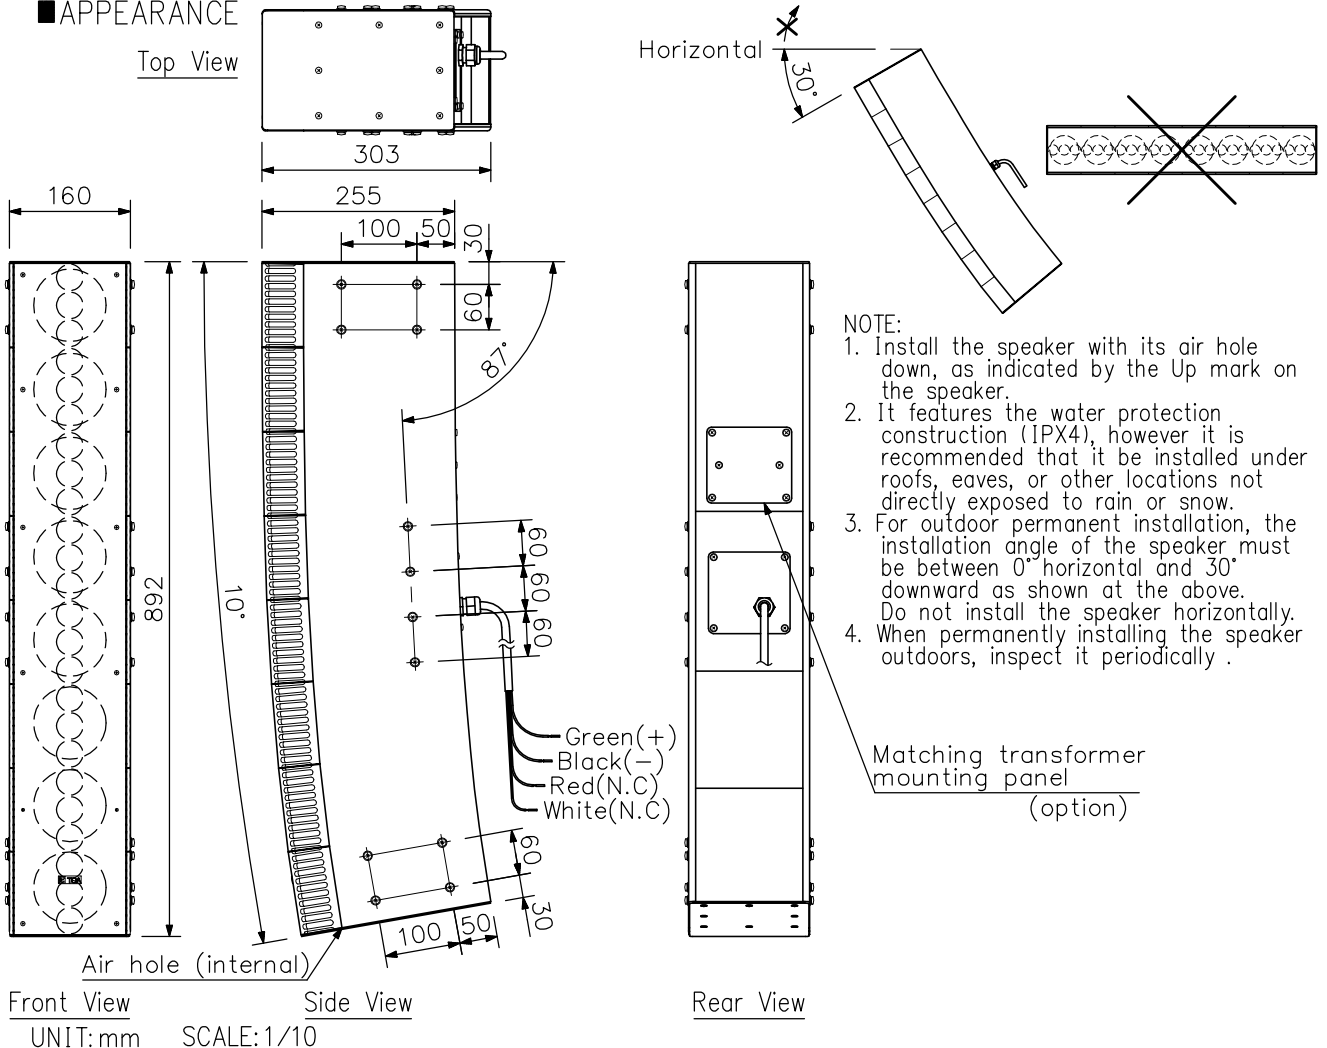 ■APPEARANCE
Top View
303
Horizontal
30°
160
255
100
50
30
60
87°
10°
892
60
60
60
Green(+)
Black(−)
Red(N.C)
White(N.C)
60
30
100
50
Air hole (internal)
NOTE:
1. Install the speaker with its air hole
down, as indicated by the Up mark on
the speaker.
2. It features the water protection
construction (IPX4), however it is
recommended that it be installed under
roofs, eaves, or other locations not
directly exposed to rain or snow.
3. For outdoor permanent installation, the
installation angle of the speaker must
be between 0° horizontal and 30°
downward as shown at the above.
Do not install the speaker horizontally.
4. When permanently installing the speaker
outdoors, inspect it periodically .
Matching transformer
mounting panel
(option)
TOA
Front View
Side View
Rear View
UNIT:mm SCALE:1/10